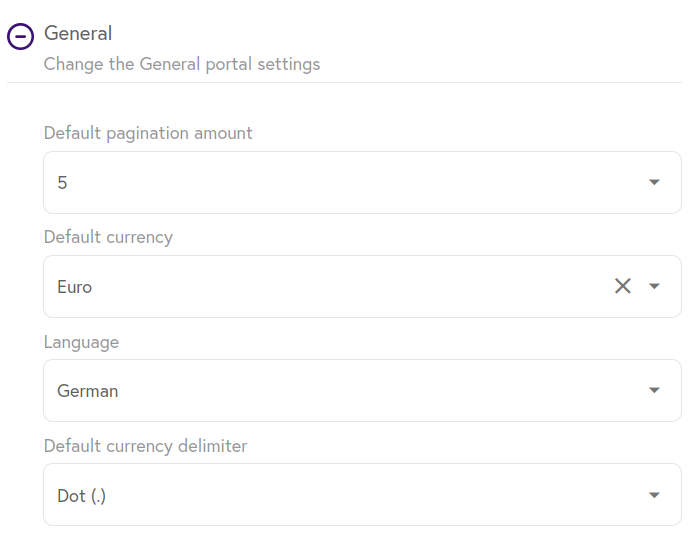 General
Change the General portal settings
Default pagination amount
5
Default currency
Euro
Language
German
Default currency delimiter
Dot (.)